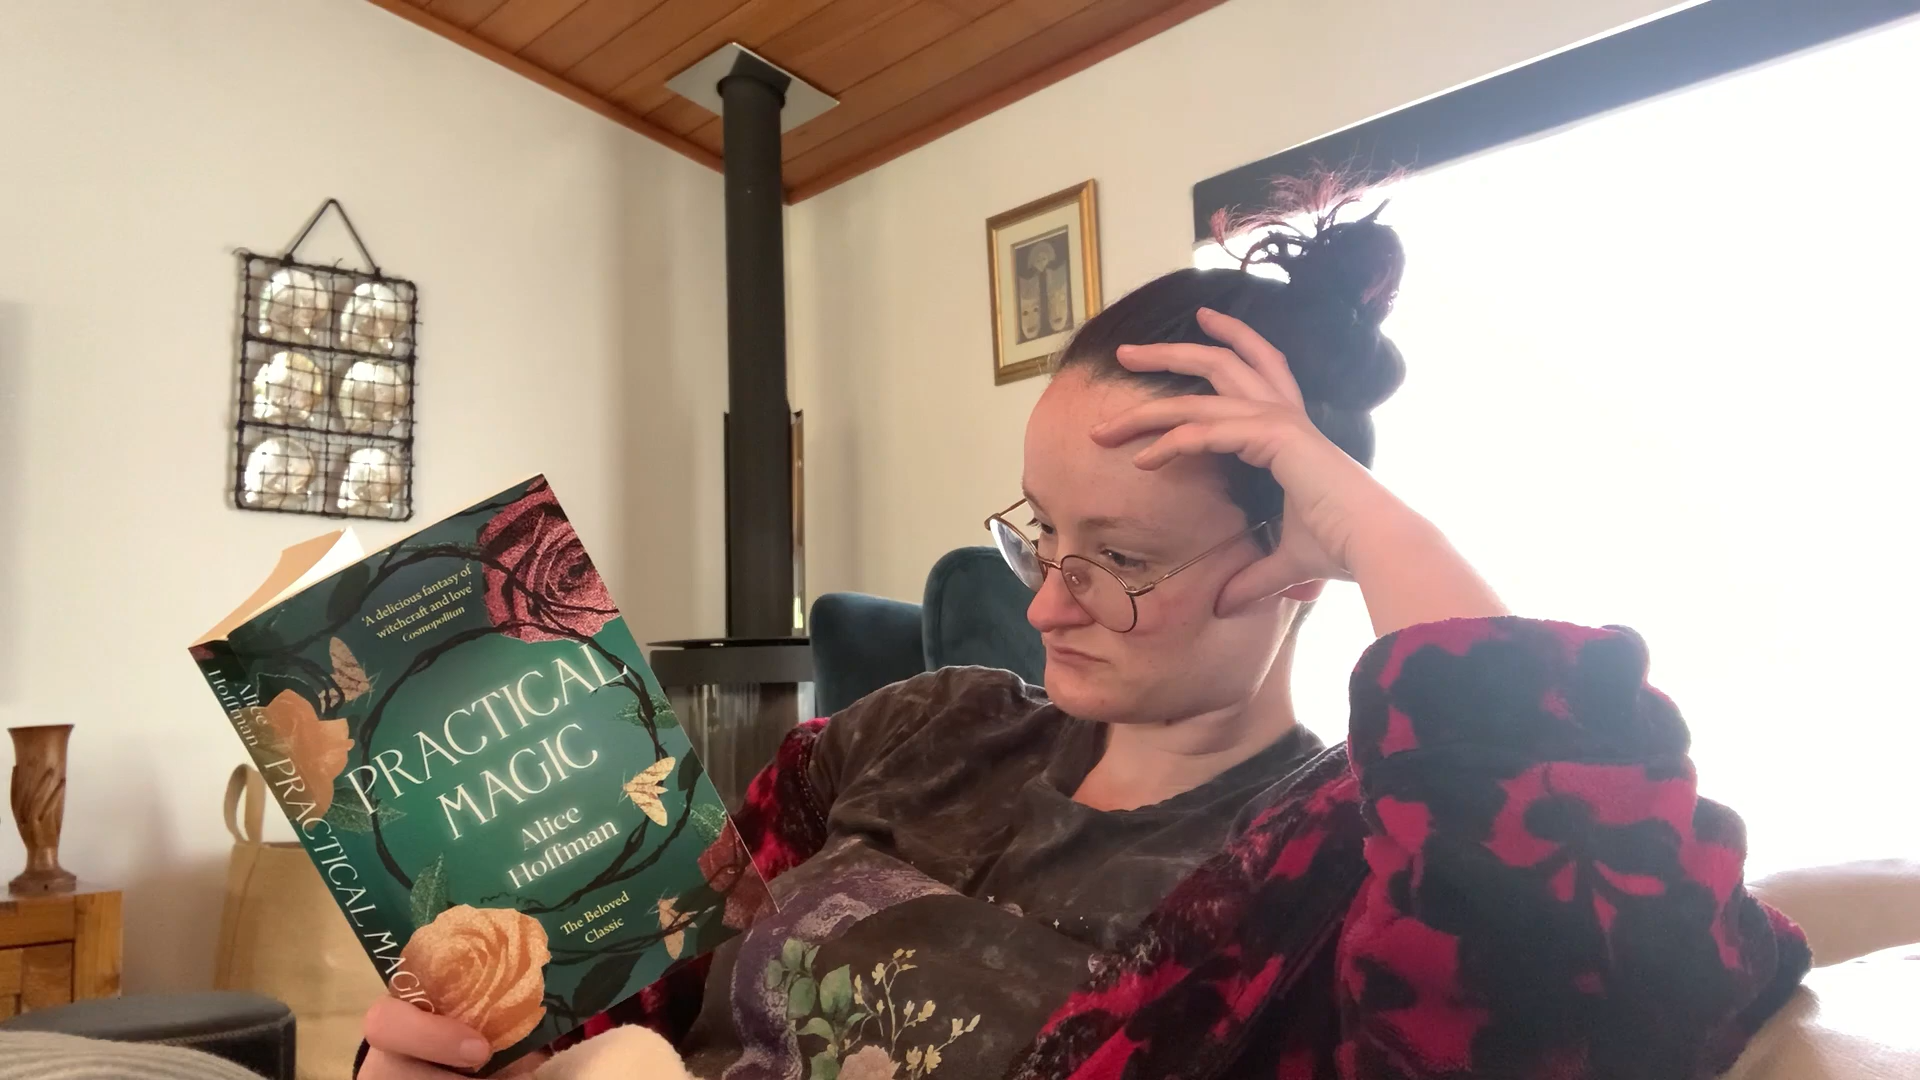 'A delicious fantasy of
witchcraft and love'
Cosmopolitan
PRACTICAL
MAGIC
Alice
Hoffman
The Beloved
Classic
Alice
Hoffman
PRACTICAL MAGIC